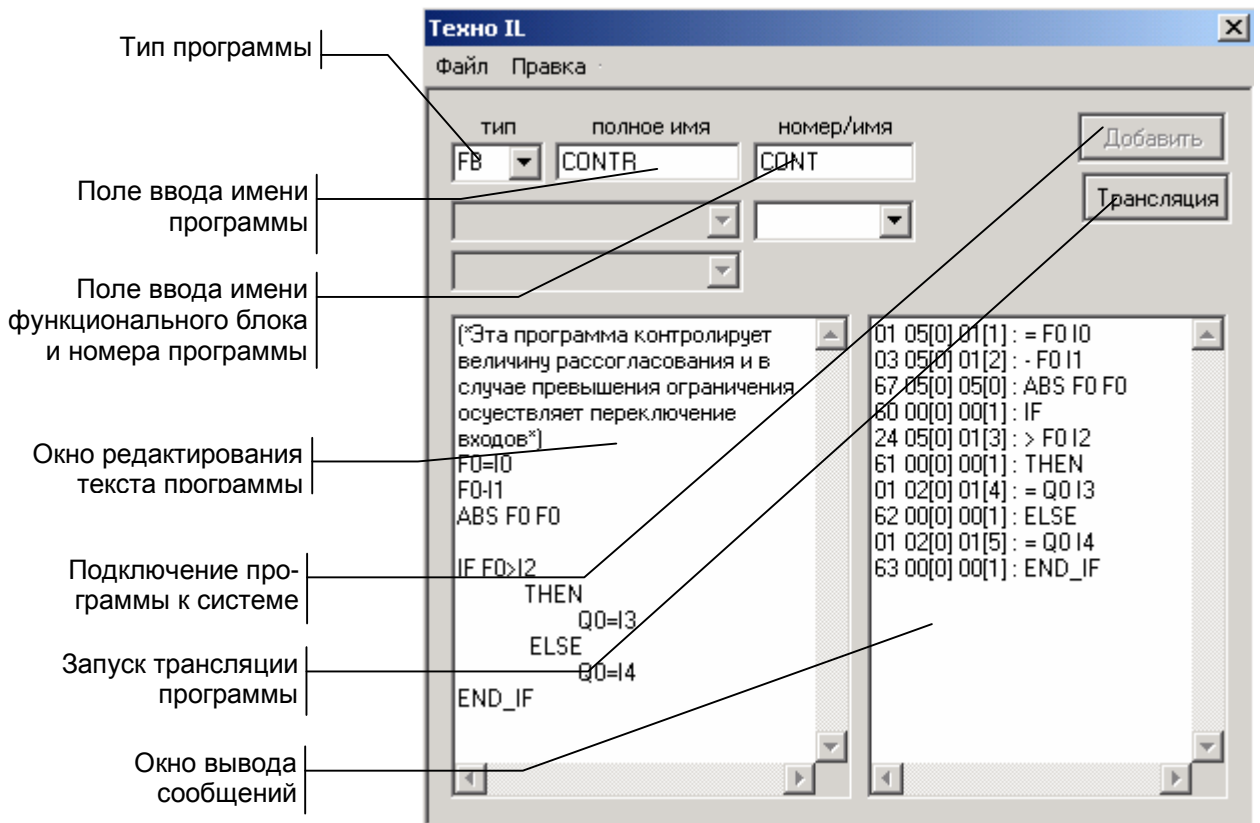 Тип программы
Поле ввода имени
программы
Поле ввода имени
функционального блока
и номера программы
Окно редактирования
текста программы
Подключение про-
граммы к системе
Запуск трансляции
программы
Окно вывода
сообщений
Техно IL
Файл Правка
тип полное имя номер/имя
FB CONTR CONT
Добавить
Трансляция
(*Эта программа контролирует
величину рассогласования и в
случае превышения ограничения
осуествляет переключение
входов*)
F0=I0
F0-I1
ABS F0 F0
IF F0>I2
THEN
Q0=I3
ELSE
Q0=I4
END_IF
01 05[0] 01[1] : = F0 I0
03 05[0] 01[2] : - F0 I1
67 05[0] 05[0] : ABS F0 F0
60 00[0] 00[1] : IF
24 05[0] 01[3] : > F0 I2
61 00[0] 00[1] : THEN
01 02[0] 01[4] : = Q0 I3
62 00[0] 00[1] : ELSE
01 02[0] 01[5] : = Q0 I4
63 00[0] 00[1] : END_IF